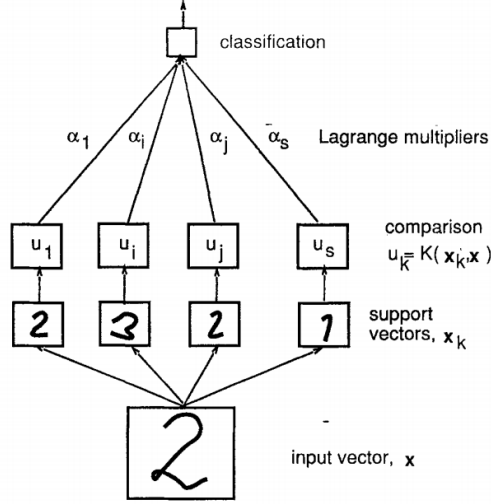 classification
α1 αi αj αs Lagrange multipliers
comparison
u1 ui uj us uk= K( xk, x )
2 3 2 1 support
vectors, xk
2
input vector, x